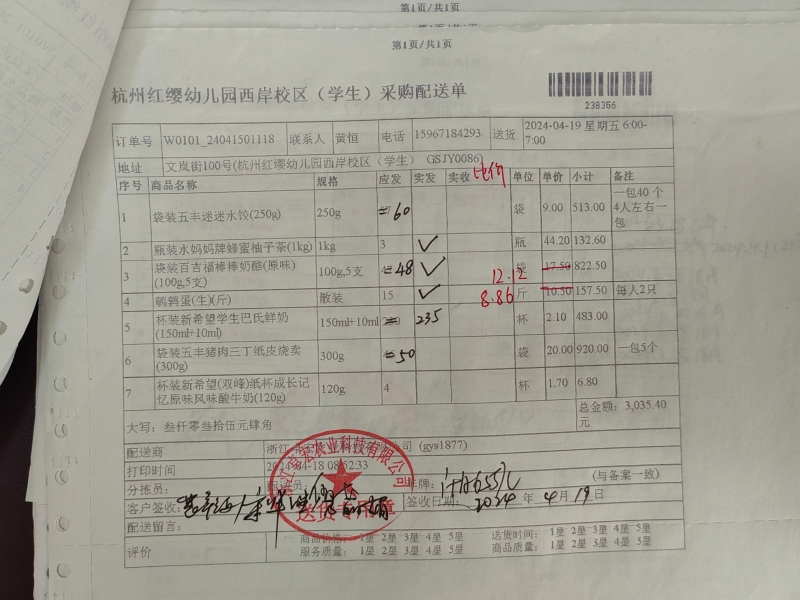 第1页/共1页
第1页/共1页
杭州红缨幼儿园西岸校区（学生）采购配送单
238356
订单号 W0101_24041501118 联系人 黄恒 电话 15967184293 送货 2024-04-19 星期五 6:00-
7:00
地址 文岚街100号(杭州红缨幼儿园西岸校区（学生） GSJY0086)
序号 商品名称 规格 应发 实发 实收 比价 单位 单价 小计 备注
1 袋装五丰迷迷水饺(250g) 250g 60 袋 9.00 513.00 一包40个
4人左右一
包
2 瓶装水妈妈牌蜂蜜柚子茶(1kg) 1kg 3 ✓ 瓶 44.20 132.60
3 袋装百吉福棒棒奶酪(原味)
(100g,5支) 100g,5支 48 ✓ 12.12 袋 17.50 822.50
4 鹌鹑蛋(生)(斤) 散装 15 ✓ 8.86 斤 10.50 157.50 每人2只
5 杯装新希望学生巴氏鲜奶
(150ml+10ml) 150ml+10ml 235 杯 2.10 483.00
6 袋装五丰猪肉三丁纸皮烧卖
(300g) 300g 50 袋 20.00 920.00 一包5个
7 杯装新希望(双峰)纸杯成长记
忆原味风味酸牛奶(120g) 120g 4 杯 1.70 6.80
大写：叁仟零叁拾伍元肆角 总金额：3,035.40
元
配送商 浙江 农业科技有限公司 (gys1877)
打印时间 2024-04-18 08:52:33
分拣员： 配送员： 车牌： (与备案一致)
客户签收： 签收日期： 2024 年 4 月 19 日
送货专用章
配送留言：
评价 商品价格： 1星 2星 3星 4星 5星 送货时间： 1星 2星 3星 4星 5星
服务质量： 1星 2星 3星 4星 5星 商品质量： 1星 2星 3星 4星 5星